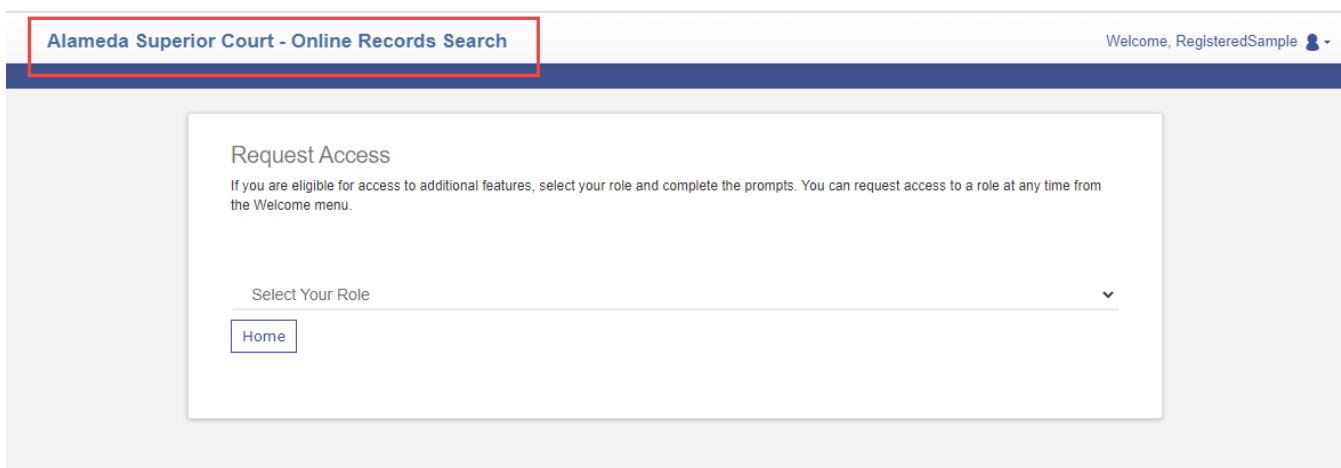 Alameda Superior Court - Online Records Search
Welcome, RegisteredSample
Request Access
If you are eligible for access to additional features, select your role and complete the prompts. You can request access to a role at any time from
the Welcome menu.
Select Your Role
Home